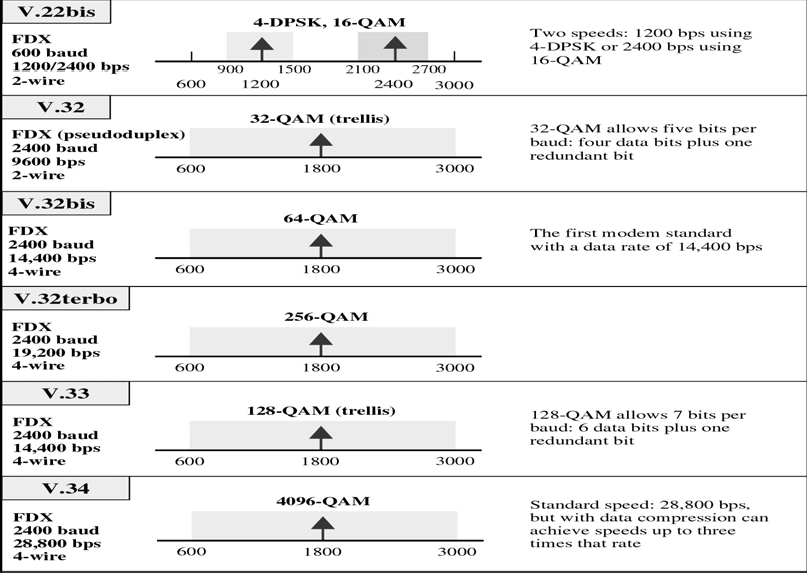 V.22bis
4-DPSK, 16-QAM
FDX
600 baud
1200/2400 bps
2-wire
900 1500 2100 2700
600 1200 2400 3000
Two speeds: 1200 bps using
4-DPSK or 2400 bps using
16-QAM
V.32
32-QAM (trellis)
FDX (pseudoduplex)
2400 baud
9600 bps
2-wire
600 1800 3000
32-QAM allows five bits per
baud: four data bits plus one
redundant bit
V.32bis
64-QAM
FDX
2400 baud
14,400 bps
4-wire
600 1800 3000
The first modem standard
with a data rate of 14,400 bps
V.32terbo
256-QAM
FDX
2400 baud
19,200 bps
4-wire
600 1800 3000
V.33
128-QAM (trellis)
FDX
2400 baud
14,400 bps
4-wire
600 1800 3000
128-QAM allows 7 bits per
baud: 6 data bits plus one
redundant bit
V.34
4096-QAM
FDX
2400 baud
28,800 bps
4-wire
600 1800 3000
Standard speed: 28,800 bps,
but with data compression can
achieve speeds up to three
times that rate